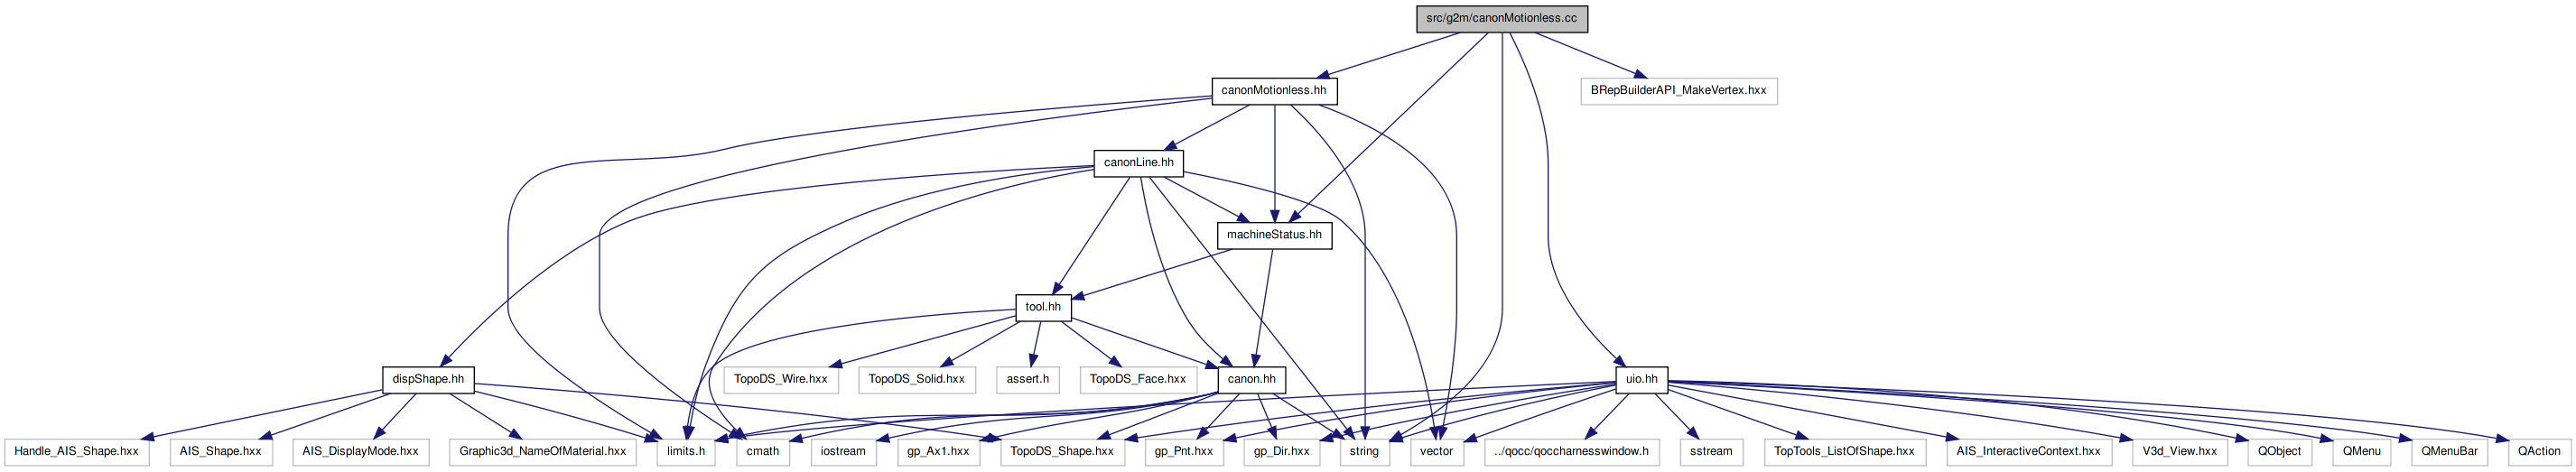 src/g2m/canonMotionless.cc
canonMotionless.hh
BRepBuilderAPI_MakeVertex.hxx
canonLine.hh
machineStatus.hh
tool.hh
dispShape.hh
TopoDS_Wire.hxx
TopoDS_Solid.hxx
assert.h
TopoDS_Face.hxx
canon.hh
uio.hh
Handle_AIS_Shape.hxx
AIS_Shape.hxx
AIS_DisplayMode.hxx
Graphic3d_NameOfMaterial.hxx
limits.h
cmath
iostream
gp_Ax1.hxx
TopoDS_Shape.hxx
gp_Pnt.hxx
gp_Dir.hxx
string
vector
../qocc/qoccharnesswindow.h
sstream
TopTools_ListOfShape.hxx
AIS_InteractiveContext.hxx
V3d_View.hxx
QObject
QMenu
QMenuBar
QAction